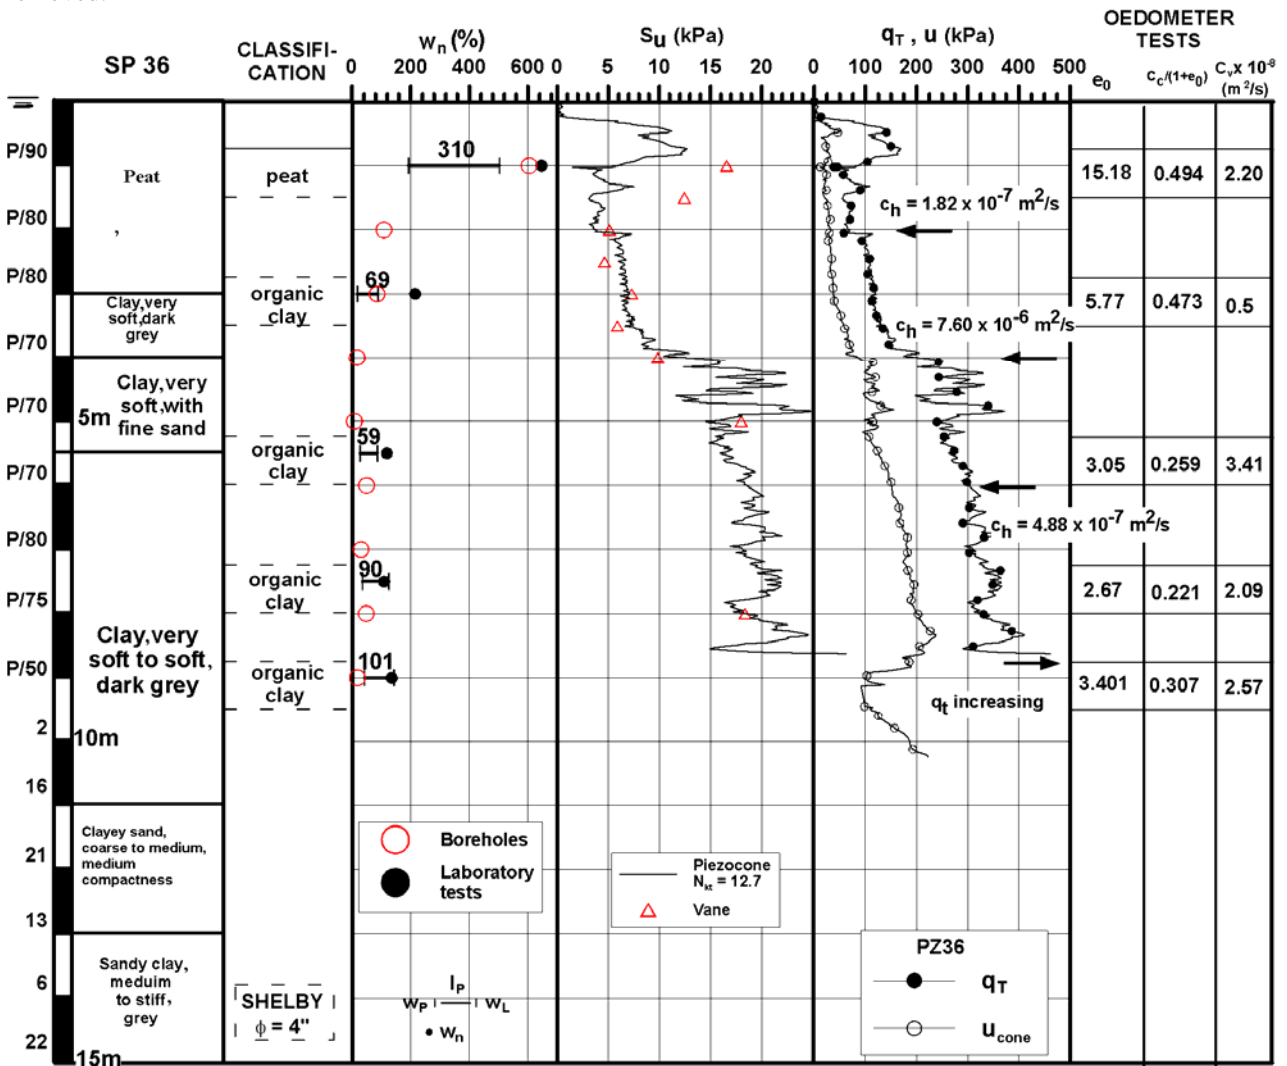 OEDOMETER
TESTS
SP 36
CLASSIFI-
CATION
wn (%)
Su (kPa)
qT , u (kPa)
0 200 400 600 0 5 10 20 0 100 200 300 400 500
e0
Cc/(1+e0)
Cv x 10-8
(m2/s)
P/90
Peat
,
peat
310
15.18 0.494 2.20
ch = 1.82 x 10-7 m2/s
P/80
P/80
69
organic
clay
5.77 0.473 0.5
Clay,very
soft,dark
grey
ch = 7.60 x 10-6 m2/s
P/70
Clay,very
soft,with
fine sand
P/70
5m
59
organic
clay
3.05 0.259 3.41
P/70
ch = 4.88 x 10-7 m2/s
P/80
90
organic
clay
2.67 0.221 2.09
P/75
Clay,very
soft to soft,
dark grey
P/50
101
organic
clay
3.401 0.307 2.57
qt increasing
2
10m
16
Clayey sand,
coarse to medium,
medium
compactness
21
13
Boreholes
Laboratory
tests
Piezocone
Nkt = 12.7
Vane
Sandy clay,
meduim
to stiff,
grey
6
22
15m
SHELBY
ϕ = 4"
IP
wP wL
wn
PZ36
qT
ucone